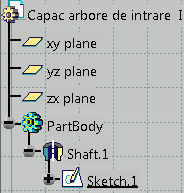 Capac arbore de intrare I
xy plane
yz plane
zx plane
PartBody
Shaft.1
Sketch.1